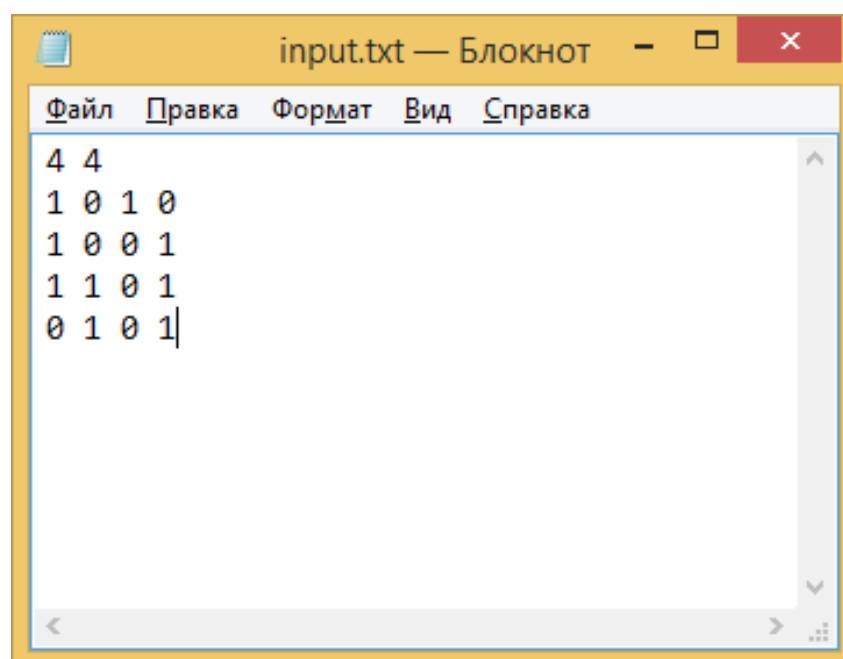 input.txt — Блокнот
Файл Правка Формат Вид Справка
4 4
1 0 1 0
1 0 0 1
1 1 0 1
0 1 0 1